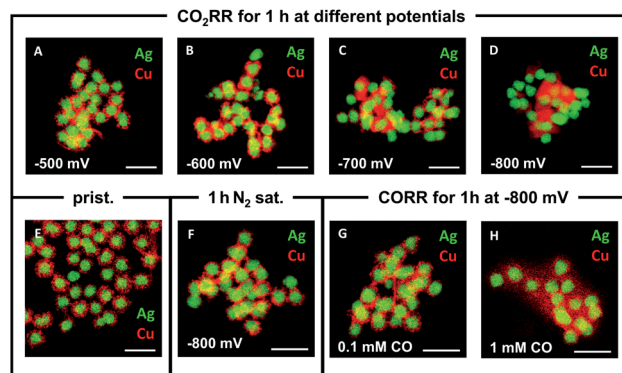 CO₂RR for 1 h at different potentials
A Ag Cu -500 mV
B Ag Cu -600 mV
C Ag Cu -700 mV
D Ag Cu -800 mV
prist.
1 h N₂ sat.
CORR for 1h at -800 mV
E Ag Cu
F Ag Cu -800 mV
G Ag Cu 0.1 mM CO
H Ag Cu 1 mM CO